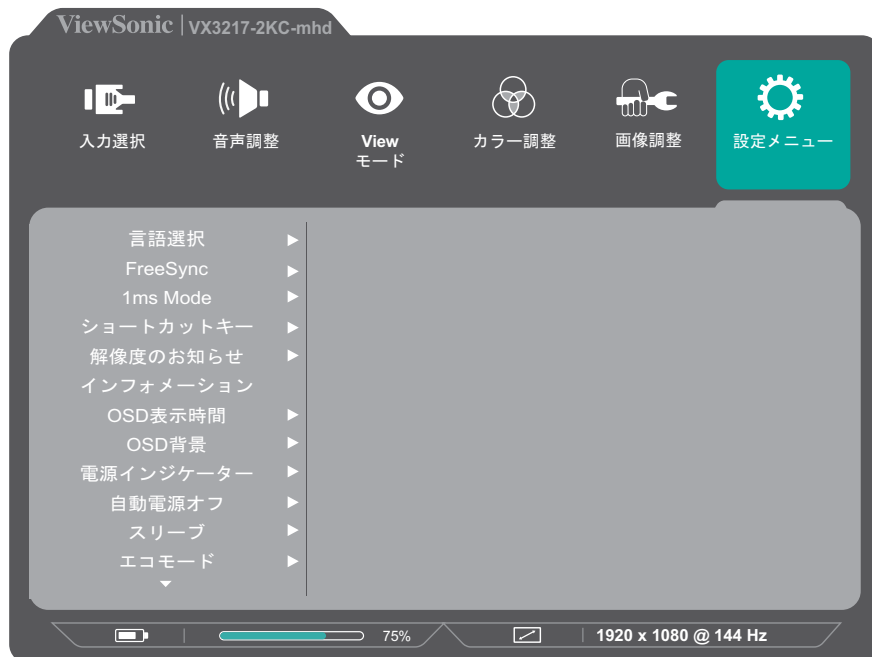 ViewSonic | VX3217-2KC-mhd
入力選択
音声調整
View
モード
カラー調整
画像調整
設定メニュー
言語選択
FreeSync
1ms Mode
ショートカットキー
解像度のお知らせ
インフォメーション
OSD表示時間
OSD背景
電源インジケーター
自動電源オフ
スリーブ
エコモード
75%
1920 x 1080 @ 144 Hz